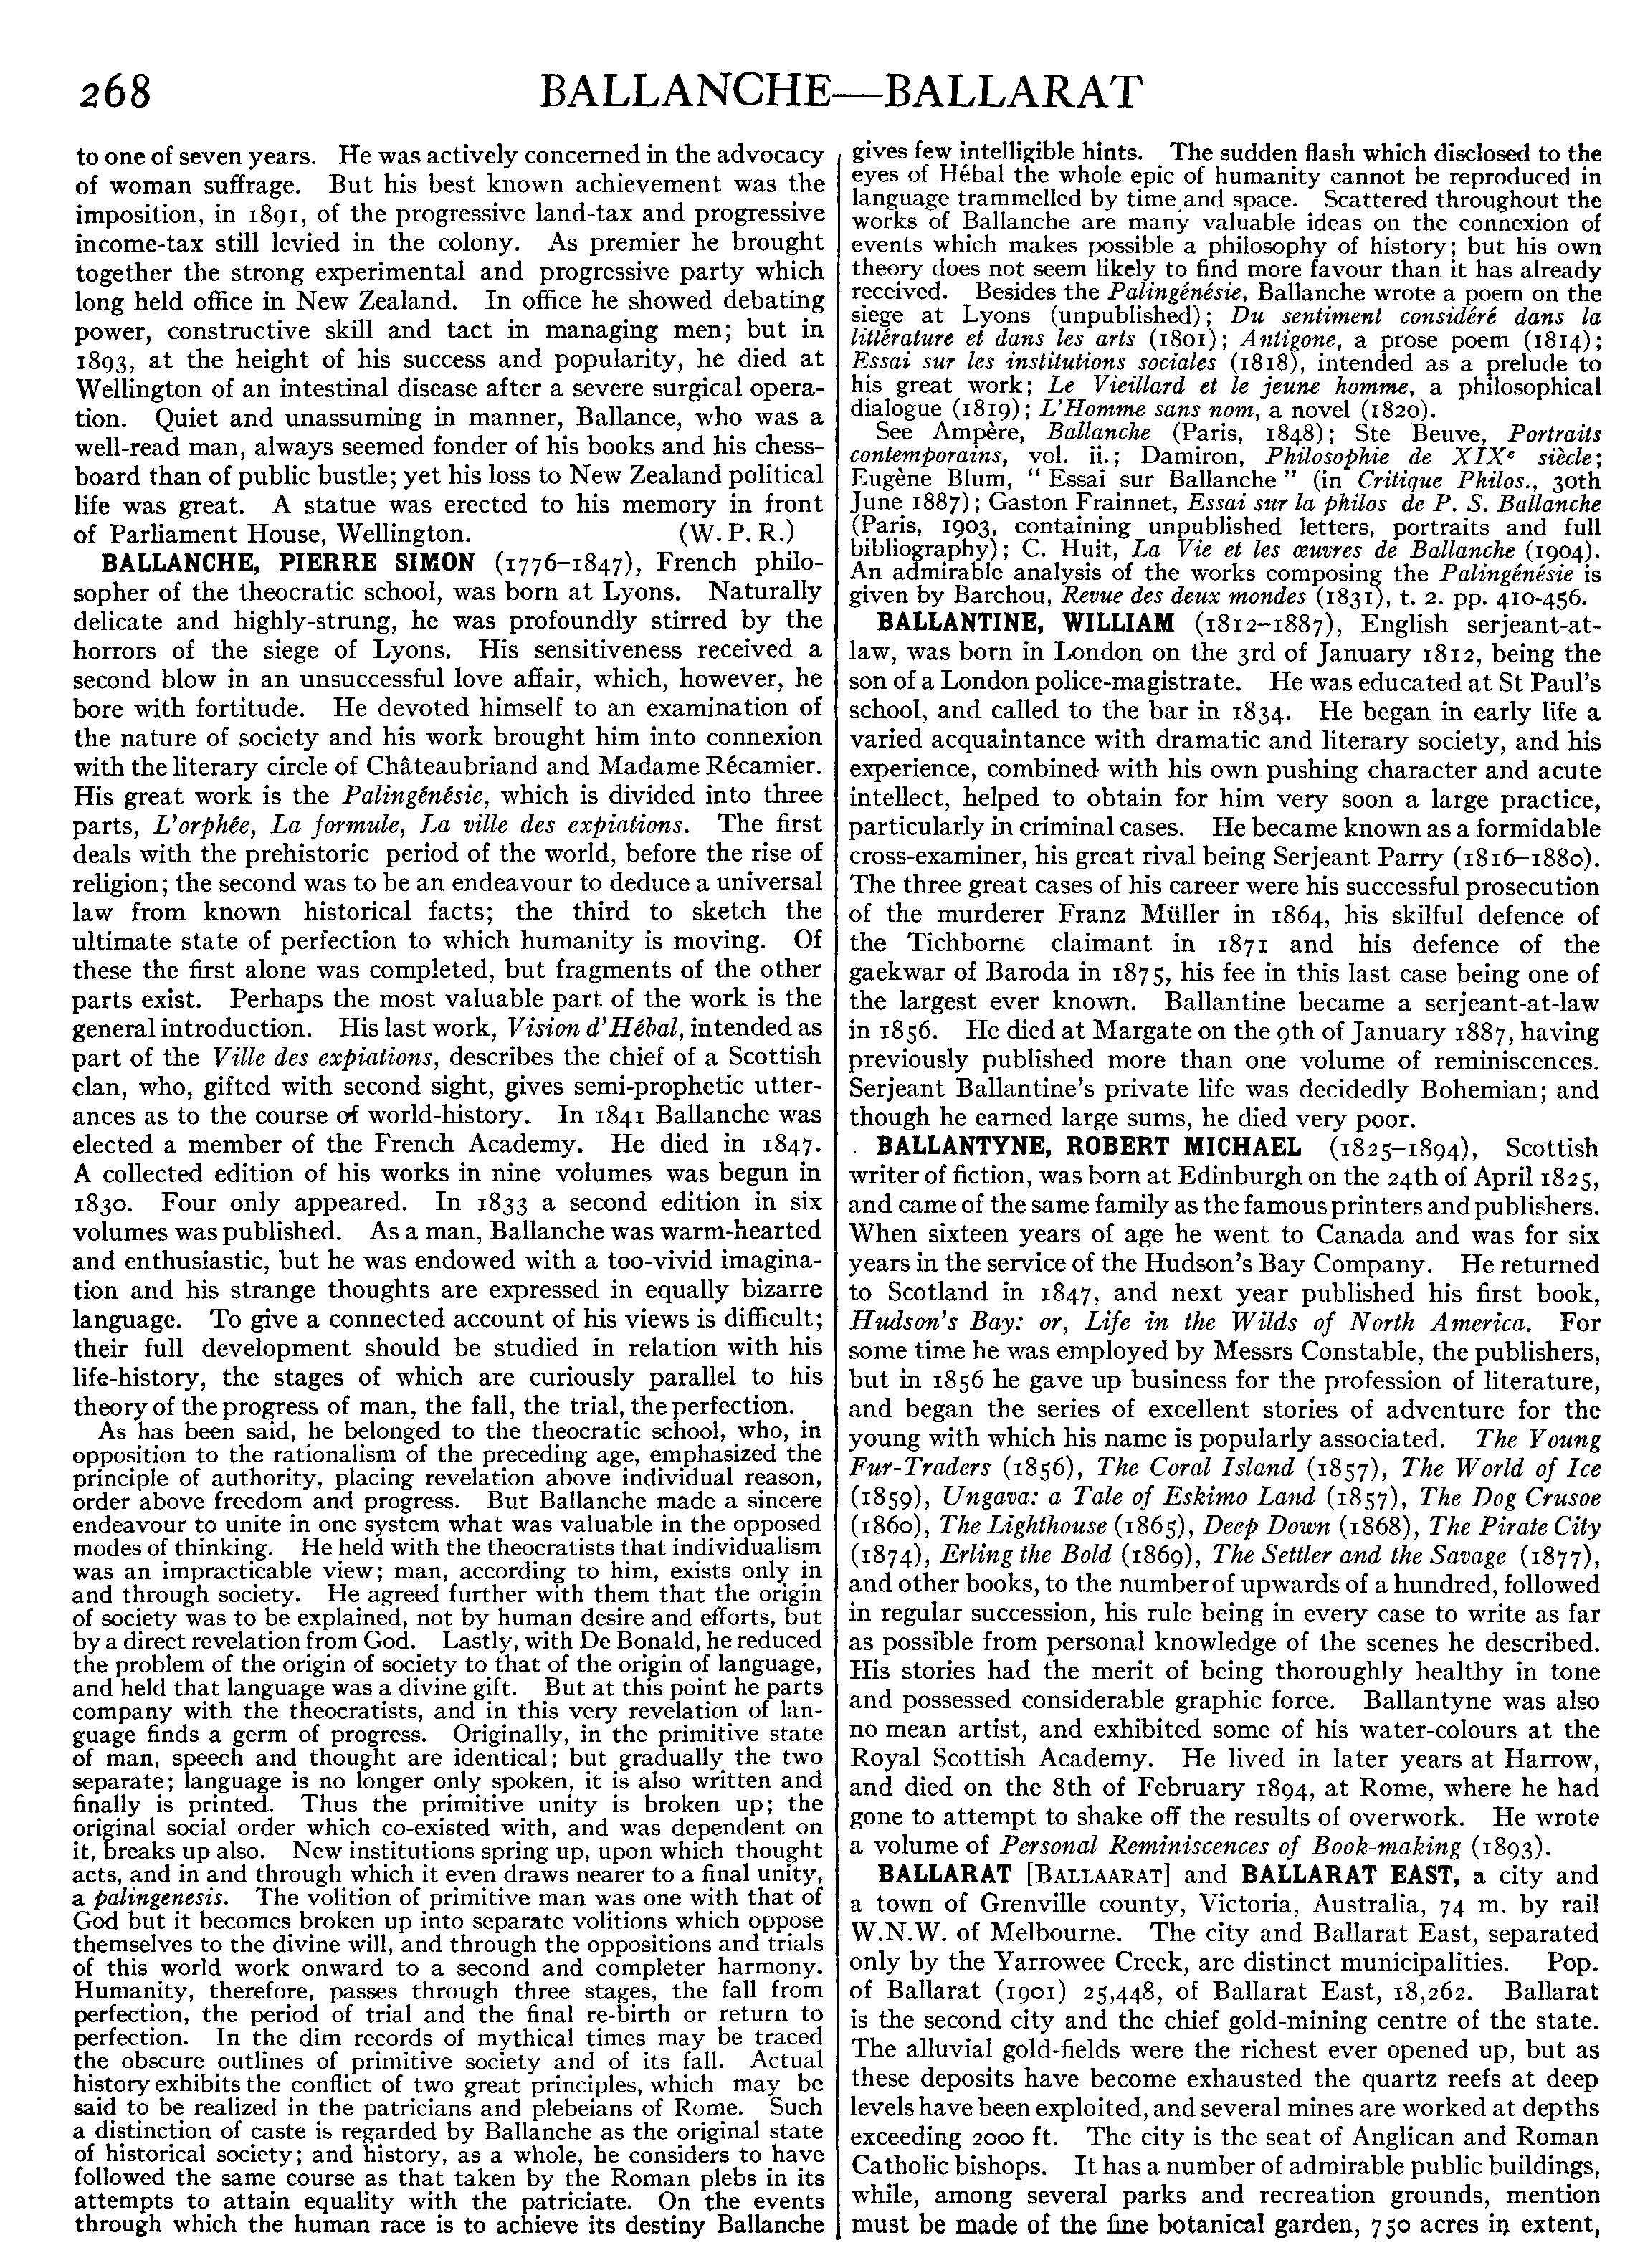 268
BALLANCHE—BALLARAT
to one of seven years. He was actively concerned in the advocacy
of woman suffrage. But his best known achievement was the
imposition, in 1891, of the progressive land-tax and progressive
income-tax still levied in the colony. As premier he brought
together the strong experimental and progressive party which
long held office in New Zealand. In office he showed debating
power, constructive skill and tact in managing men; but in
1893, at the height of his success and popularity, he died at
Wellington of an intestinal disease after a severe surgical opera-
tion. Quiet and unassuming in manner, Ballance, who was a
well-read man, always seemed fonder of his books and his chess-
board than of public bustle; yet his loss to New Zealand political
life was great. A statue was erected to his memory in front
of Parliament House, Wellington. (W. P. R.)
BALLANCHE, PIERRE SIMON (1776–1847), French philo-
sopher of the theocratic school, was born at Lyons. Naturally
delicate and highly-strung, he was profoundly stirred by the
horrors of the siege of Lyons. His sensitiveness received a
second blow in an unsuccessful love affair, which, however, he
bore with fortitude. He devoted himself to an examination of
the nature of society and his work brought him into connexion
with the literary circle of Châteaubriand and Madame Récamier.
His great work is the Palingénésie, which is divided into three
parts, L'orphée, La formule, La ville des expiations. The first
deals with the prehistoric period of the world, before the rise of
religion; the second was to be an endeavour to deduce a universal
law from known historical facts; the third to sketch the
ultimate state of perfection to which humanity is moving. Of
these the first alone was completed, but fragments of the other
parts exist. Perhaps the most valuable part of the work is the
general introduction. His last work, Vision d'Hébal, intended as
part of the Ville des expiations, describes the chief of a Scottish
clan, who, gifted with second sight, gives semi-prophetic utter-
ances as to the course of world-history. In 1841 Ballanche was
elected a member of the French Academy. He died in 1847.
A collected edition of his works in nine volumes was begun in
1830. Four only appeared. In 1833 a second edition in six
volumes was published. As a man, Ballanche was warm-hearted
and enthusiastic, but he was endowed with a too-vivid imagina-
tion and his strange thoughts are expressed in equally bizarre
language. To give a connected account of his views is difficult;
their full development should be studied in relation with his
life-history, the stages of which are curiously parallel to his
theory of the progress of man, the fall, the trial, the perfection.
As has been said, he belonged to the theocratic school, who, in
opposition to the rationalism of the preceding age, emphasized the
principle of authority, placing revelation above individual reason,
order above freedom and progress. But Ballanche made a sincere
endeavour to unite in one system what was valuable in the opposed
modes of thinking. He held with the theocratists that individualism
was an impracticable view; man, according to him, exists only in
and through society. He agreed further with them that the origin
of society was to be explained, not by human desire and efforts, but
by a direct revelation from God. Lastly, with De Bonald, he reduced
the problem of the origin of society to that of the origin of language,
and held that language was a divine gift. But at this point he parts
company with the theocratists, and in this very revelation of lan-
guage finds a germ of progress. Originally, in the primitive state
of man, speech and thought are identical; but gradually the two
separate; language is no longer only spoken, it is also written and
finally is printed. Thus the primitive unity is broken up; the
original social order which co-existed with, and was dependent on
it, breaks up also. New institutions spring up, upon which thought
acts, and in and through which it even draws nearer to a final unity,
a palingenesis. The volition of primitive man was one with that of
God but it becomes broken up into separate volitions which oppose
themselves to the divine will, and through the oppositions and trials
of this world work onward to a second and completer harmony.
Humanity, therefore, passes through three stages, the fall from
perfection, the period of trial and the final re-birth or return to
perfection. In the dim records of mythical times may be traced
the obscure outlines of primitive society and of its fall. Actual
history exhibits the conflict of two great principles, which may be
said to be realized in the patricians and plebeians of Rome. Such
a distinction of caste is regarded by Ballanche as the original state
of historical society; and history, as a whole, he considers to have
followed the same course as that taken by the Roman plebs in its
attempts to attain equality with the patriciate. On the events
through which the human race is to achieve its destiny Ballanche
gives few intelligible hints. The sudden flash which disclosed to the
eyes of Hébal the whole epic of humanity cannot be reproduced in
language trammelled by time and space. Scattered throughout the
works of Ballanche are many valuable ideas on the connexion of
events which makes possible a philosophy of history; but his own
theory does not seem likely to find more favour than it has already
received. Besides the Palingénésie, Ballanche wrote a poem on the
siege at Lyons (unpublished); Du sentiment considéré dans la
littérature et dans les arts (1801); Antigone, a prose poem (1814);
Essai sur les institutions sociales (1818), intended as a prelude to
his great work; Le Vieillard et le jeune homme, a philosophical
dialogue (1819); L'Homme sans nom, a novel (1820).
See Ampère, Ballanche (Paris, 1848); Ste Beuve, Portraits
contemporains, vol. ii.; Damiron, Philosophie de XIXe siècle;
Eugène Blum, “ Essai sur Ballanche ” (in Critique Philos., 30th
June 1887); Gaston Frainnet, Essai sur la philos de P. S. Ballanche
(Paris, 1903, containing unpublished letters, portraits and full
bibliography); C. Huit, La Vie et les œuvres de Ballanche (1904).
An admirable analysis of the works composing the Palingénésie is
given by Barchou, Revue des deux mondes (1831), t. 2. pp. 410-456.
BALLANTINE, WILLIAM (1812–1887), English serjeant-at-
law, was born in London on the 3rd of January 1812, being the
son of a London police-magistrate. He was educated at St Paul's
school, and called to the bar in 1834. He began in early life a
varied acquaintance with dramatic and literary society, and his
experience, combined with his own pushing character and acute
intellect, helped to obtain for him very soon a large practice,
particularly in criminal cases. He became known as a formidable
cross-examiner, his great rival being Serjeant Parry (1816–1880).
The three great cases of his career were his successful prosecution
of the murderer Franz Müller in 1864, his skilful defence of
the Tichborne claimant in 1871 and his defence of the
gaekwar of Baroda in 1875, his fee in this last case being one of
the largest ever known. Ballantine became a serjeant-at-law
in 1856. He died at Margate on the 9th of January 1887, having
previously published more than one volume of reminiscences.
Serjeant Ballantine's private life was decidedly Bohemian; and
though he earned large sums, he died very poor.
BALLANTYNE, ROBERT MICHAEL (1825–1894), Scottish
writer of fiction, was born at Edinburgh on the 24th of April 1825,
and came of the same family as the famous printers and publishers.
When sixteen years of age he went to Canada and was for six
years in the service of the Hudson's Bay Company. He returned
to Scotland in 1847, and next year published his first book,
Hudson's Bay: or, Life in the Wilds of North America. For
some time he was employed by Messrs Constable, the publishers,
but in 1856 he gave up business for the profession of literature,
and began the series of excellent stories of adventure for the
young with which his name is popularly associated. The Young
Fur-Traders (1856), The Coral Island (1857), The World of Ice
(1859), Ungava: a Tale of Eskimo Land (1857), The Dog Crusoe
(1860), The Lighthouse (1865), Deep Down (1868), The Pirate City
(1874), Erling the Bold (1869), The Settler and the Savage (1877),
and other books, to the number of upwards of a hundred, followed
in regular succession, his rule being in every case to write as far
as possible from personal knowledge of the scenes he described.
His stories had the merit of being thoroughly healthy in tone
and possessed considerable graphic force. Ballantyne was also
no mean artist, and exhibited some of his water-colours at the
Royal Scottish Academy. He lived in later years at Harrow,
and died on the 8th of February 1894, at Rome, where he had
gone to attempt to shake off the results of overwork. He wrote
a volume of Personal Reminiscences of Book-making (1893).
BALLARAT [BALLAARAT] and BALLARAT EAST, a city and
a town of Grenville county, Victoria, Australia, 74 m. by rail
W.N.W. of Melbourne. The city and Ballarat East, separated
only by the Yarrowee Creek, are distinct municipalities. Pop.
of Ballarat (1901) 25,448, of Ballarat East, 18,262. Ballarat
is the second city and the chief gold-mining centre of the state.
The alluvial gold-fields were the richest ever opened up, but as
these deposits have become exhausted the quartz reefs at deep
levels have been exploited, and several mines are worked at depths
exceeding 2000 ft. The city is the seat of Anglican and Roman
Catholic bishops. It has a number of admirable public buildings,
while, among several parks and recreation grounds, mention
must be made of the fine botanical garden, 750 acres in extent,